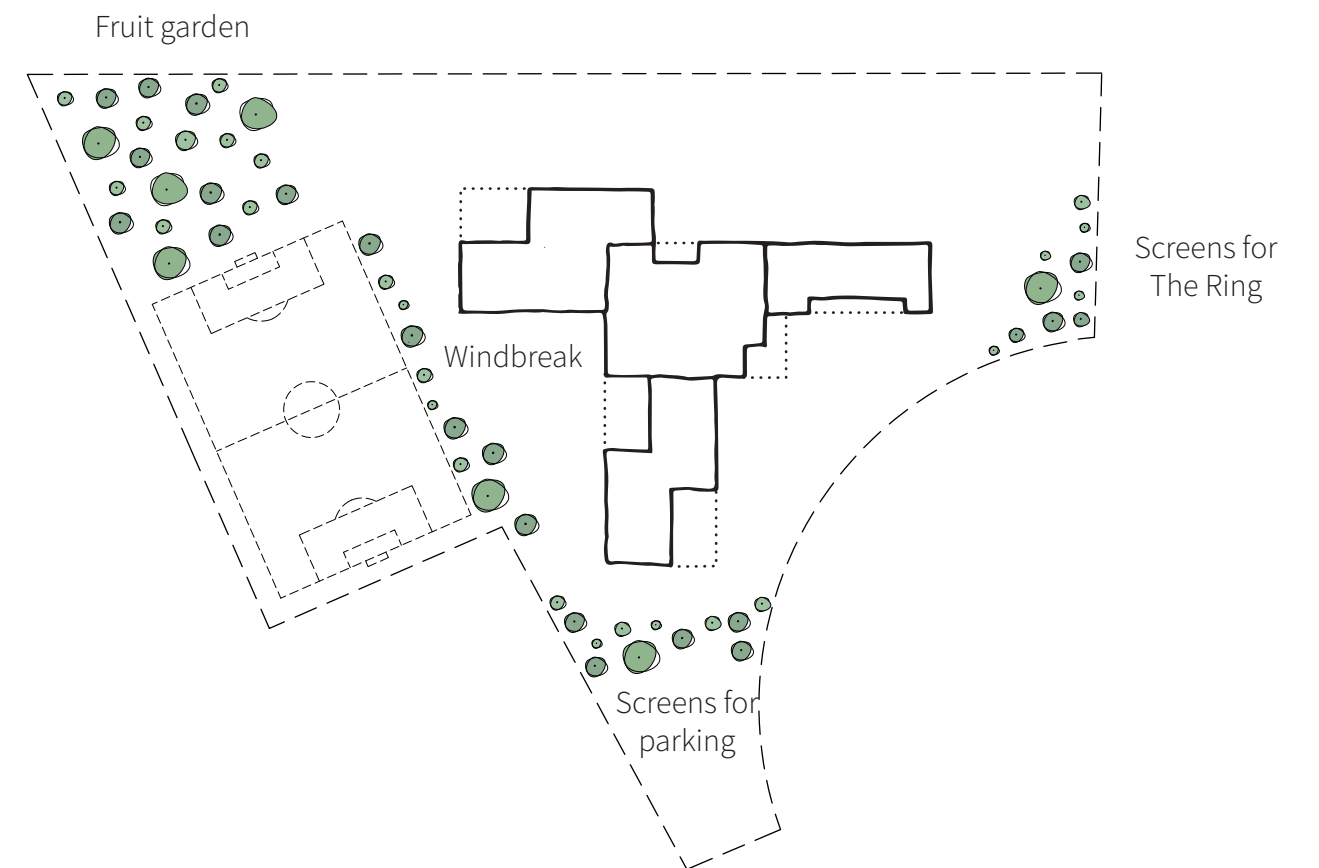 Fruit garden
Screens for
The Ring
Windbreak
Screens for
parking